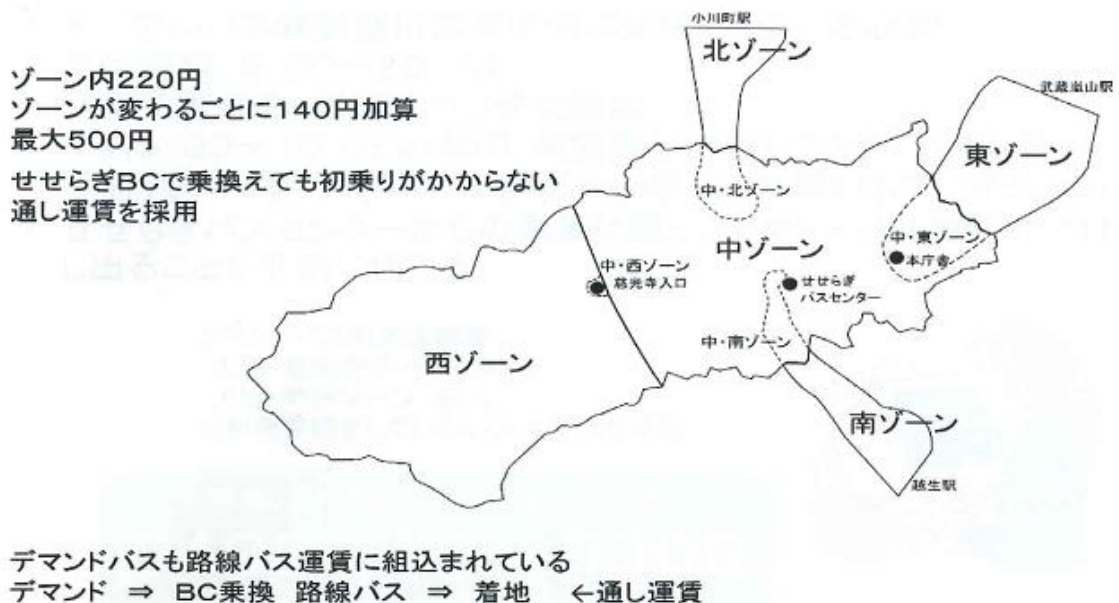 小川町駅
北ゾーン
ゾーン内220円
ゾーンが変わるごとに140円加算
最大500円
せせらぎBCで乗換えても初乗りがかからない
通し運賃を採用
武蔵嵐山駅
東ゾーン
中・北ゾーン
中ゾーン
中・東ゾーン
本庁舎
中・西ゾーン
慈光寺入口
せせらぎ
バスセンター
中・南ゾーン
西ゾーン
南ゾーン
越生駅
デマンドバスも路線バス運賃に組込まれている
デマンド ⇒ BC乗換 路線バス ⇒ 着地 ←通し運賃